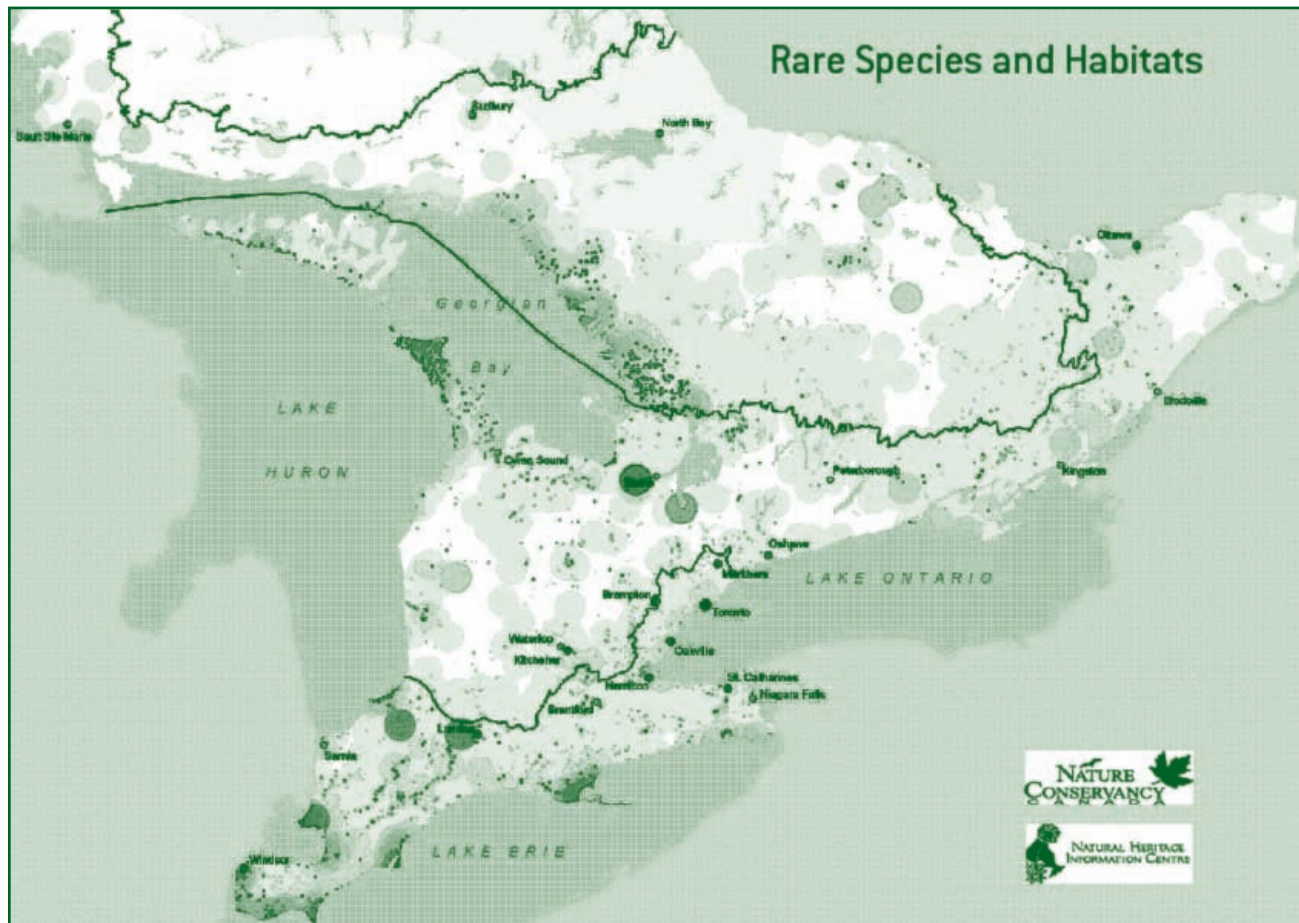 Rare Species and Habitats
Sudbury
North Bay
Sault Ste Marie
Ottawa
Georgian
Bay
LAKE
HURON
Brockville
Owen Sound
Peterborough
Kingston
Oshawa
Markham
LAKE ONTARIO
Brampton
Toronto
Waterloo
Kitchener
Oakville
Hamilton
St. Catharines
Niagara Falls
Brantford
London
Sarnia
Windsor
LAKE ERIE
NATURE
CONSERVANCY
CANADA
NATURAL HERITAGE
INFORMATION CENTRE